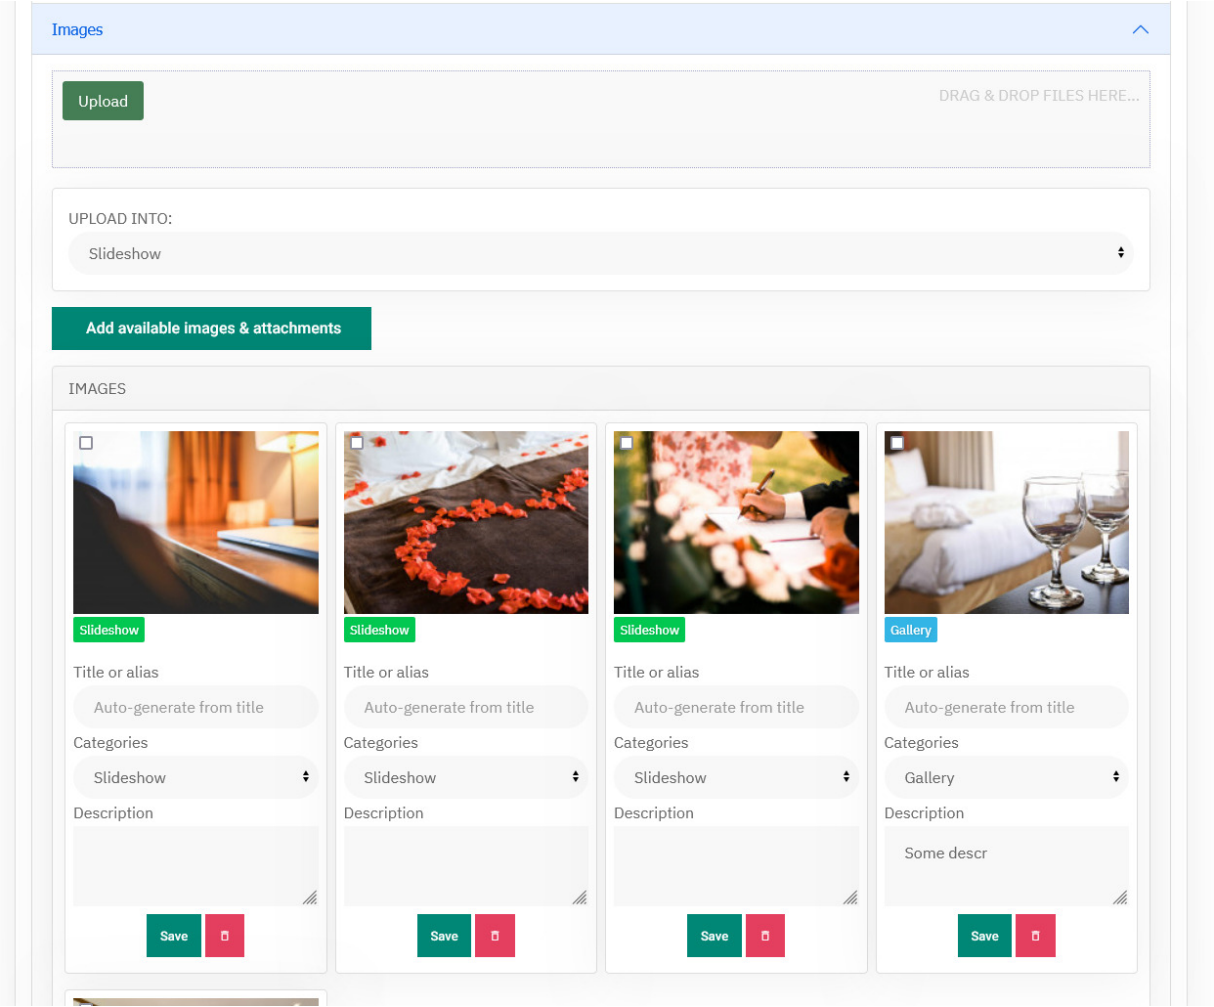 Images
Upload
DRAG & DROP FILES HERE...
UPLOAD INTO:
Slideshow
Add available images & attachments
IMAGES
Slideshow Slideshow Slideshow Gallery
Title or alias Title or alias Title or alias Title or alias
Auto-generate from title Auto-generate from title Auto-generate from title Auto-generate from title
Categories Categories Categories Categories
Slideshow Slideshow Slideshow Gallery
Description Description Description Description
Some descr
Save Save Save Save